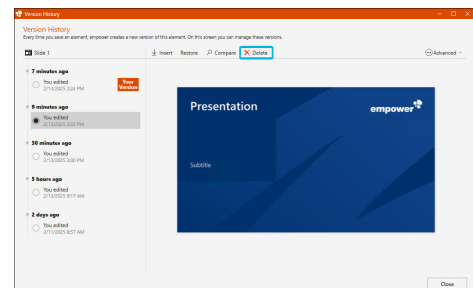 Version History
Version History
Every time you save an element, empower creates a new version of this element. On this screen you can manage these versions.
Slide 1
Insert Restore Compare Delete
Advanced
7 minutes ago
You edited
2/13/2025 3:24 PM
Your
Version
9 minutes ago
You edited
2/13/2025 3:23 PM
30 minutes ago
You edited
2/13/2025 3:00 PM
5 hours ago
You edited
2/13/2025 9:17 AM
2 days ago
You edited
2/11/2025 8:57 AM
Presentation
empower
Subtitle
Close